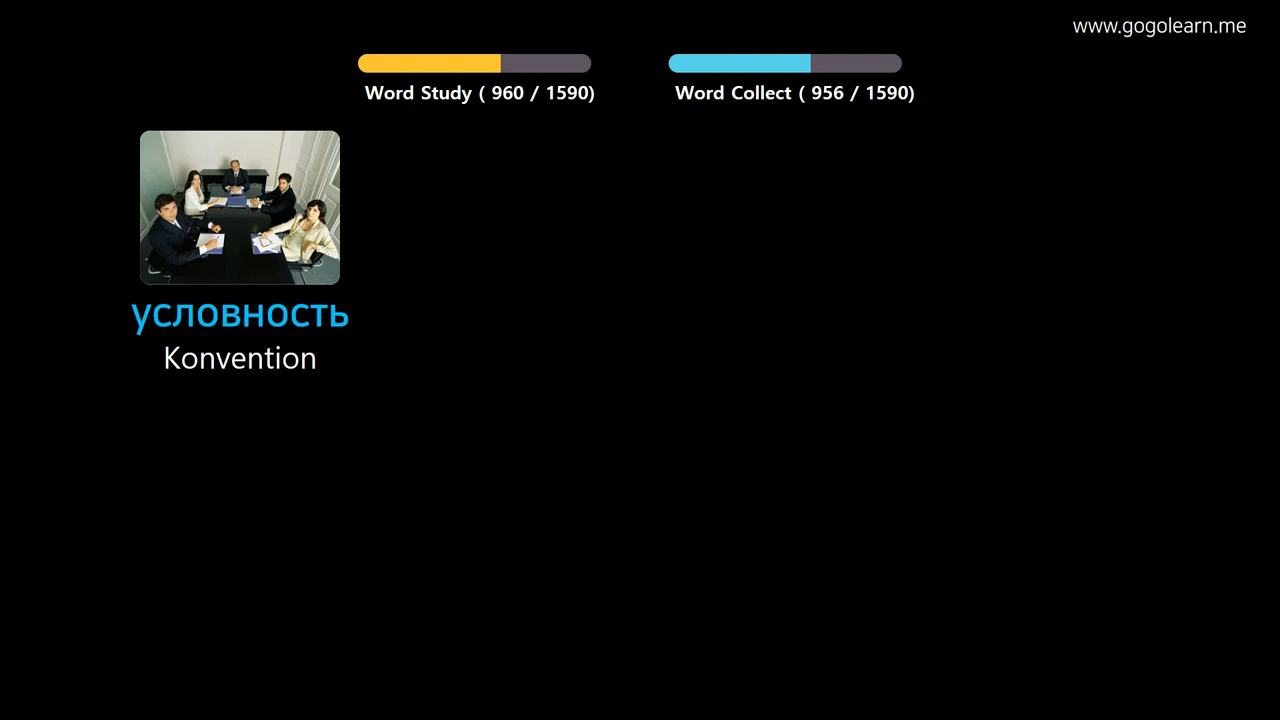 www.gogolearn.me
Word Study ( 960 / 1590)
Word Collect ( 956 / 1590)
условность
Konvention